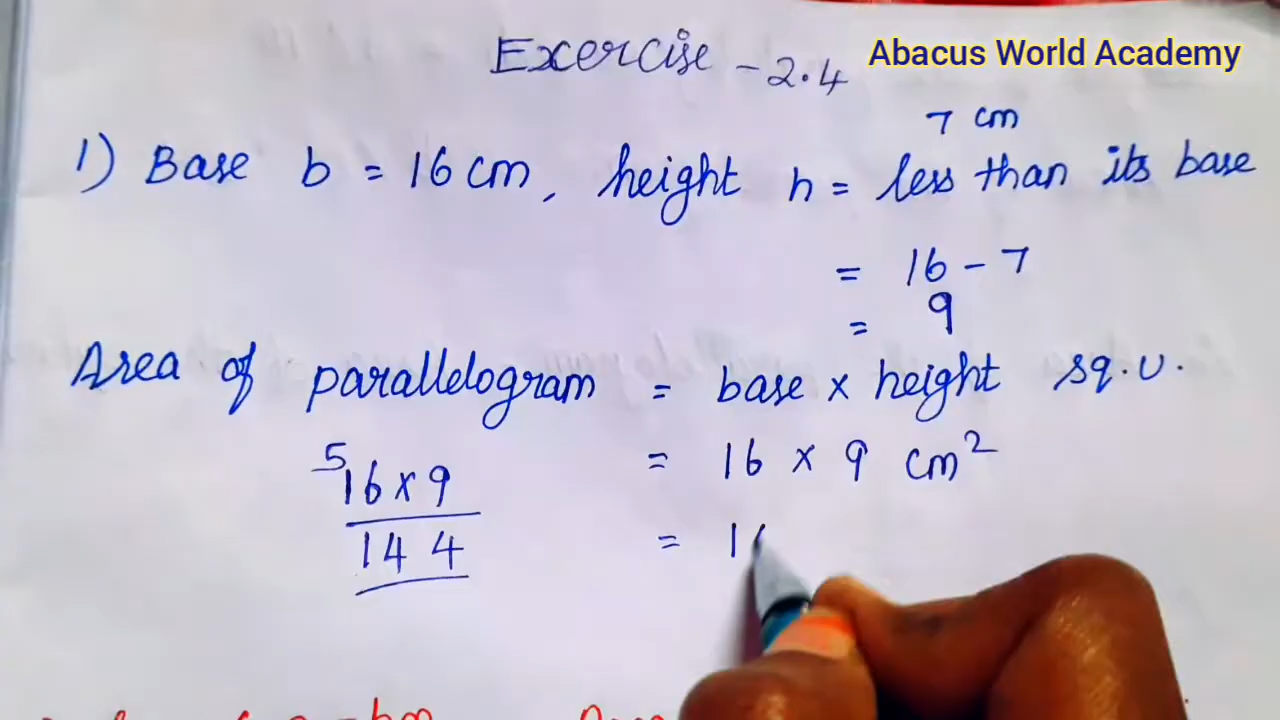 Exercise - 2.4
Abacus World Academy
7 cm
1) Base b = 16 cm, height h = less than its base
= 16 - 7
= 9
Area of parallelogram = base x height sq.u.
= 16 x 9 cm²
5
16 x 9
144
= 1